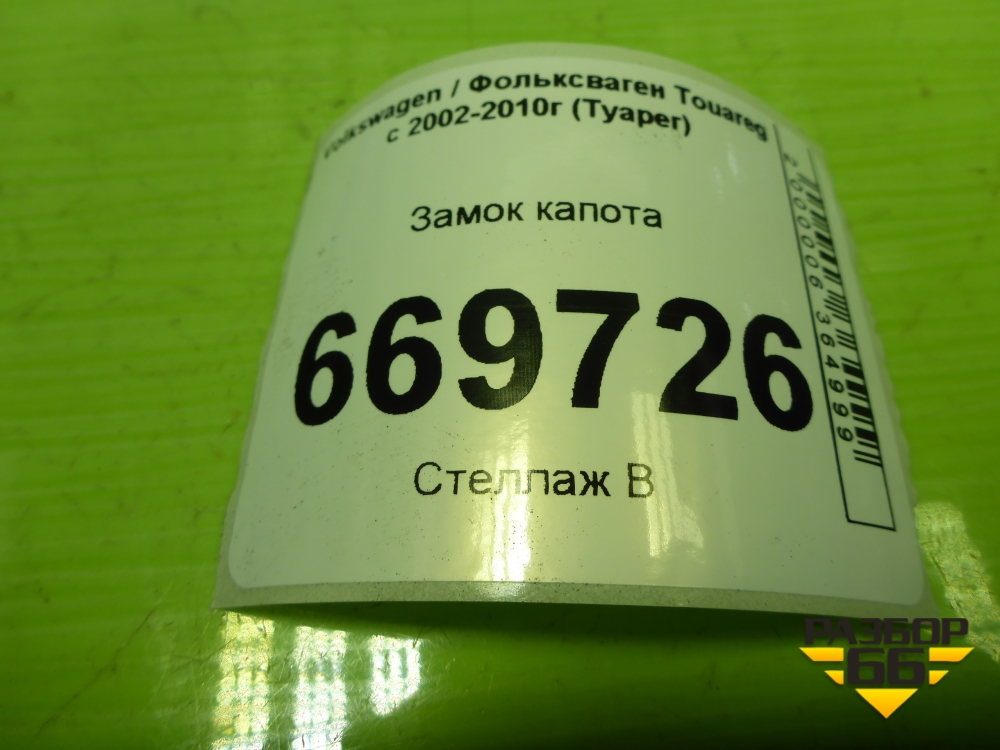 Volkswagen / Фольксваген Touareg
с 2002-2010г (Туарег)
Замок капота
669726
Стеллаж В
2000006364999
РАЗБОР
66